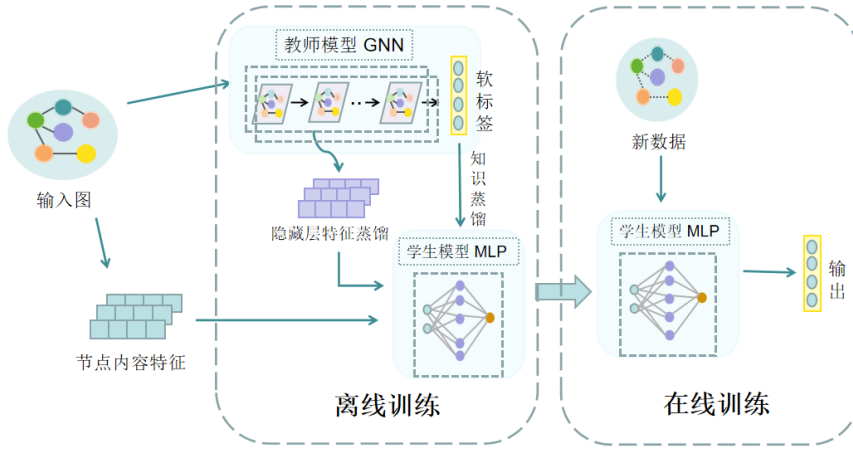 教师模型 GNN
软标签
输入图
新数据
知识蒸馏
隐藏层特征蒸馏
学生模型 MLP
学生模型 MLP
输出
节点内容特征
离线训练
在线训练